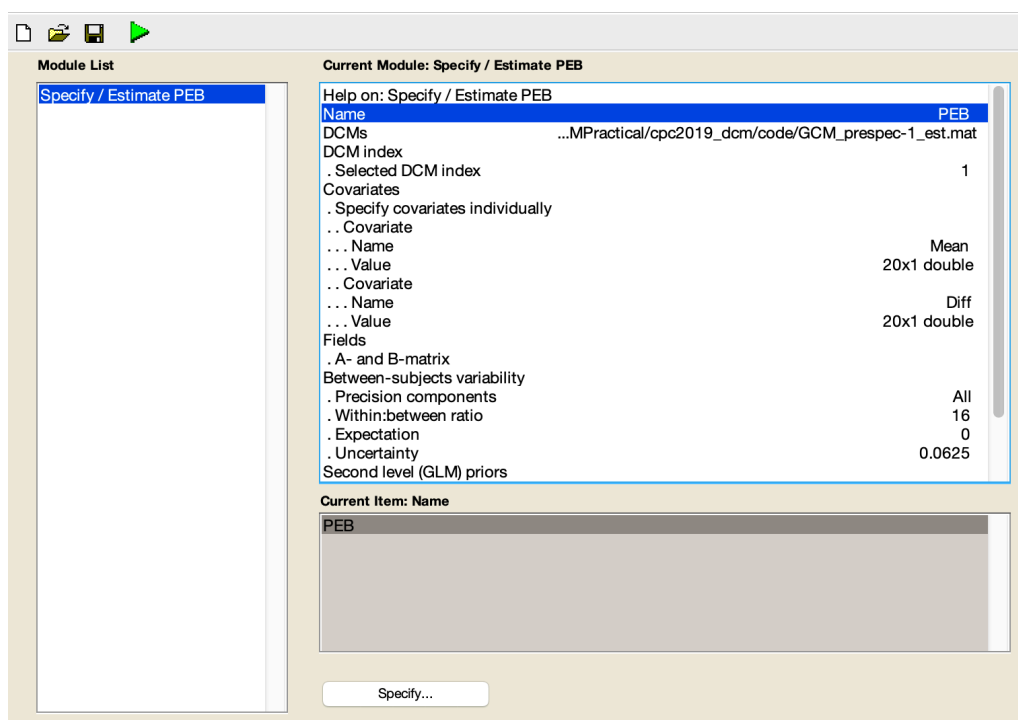 Module List
Specify / Estimate PEB
Current Module: Specify / Estimate PEB
Help on: Specify / Estimate PEB
Name PEB
DCMs ...MPractical/cpc2019_dcm/code/GCM_prespec-1_est.mat
DCM index
. Selected DCM index 1
Covariates
. Specify covariates individually
. . Covariate
. . . Name Mean
. . . Value 20x1 double
. . Covariate
. . . Name Diff
. . . Value 20x1 double
Fields
. A- and B-matrix
Between-subjects variability
. Precision components All
. Within:between ratio 16
. Expectation 0
. Uncertainty 0.0625
Second level (GLM) priors
Current Item: Name
PEB
Specify...